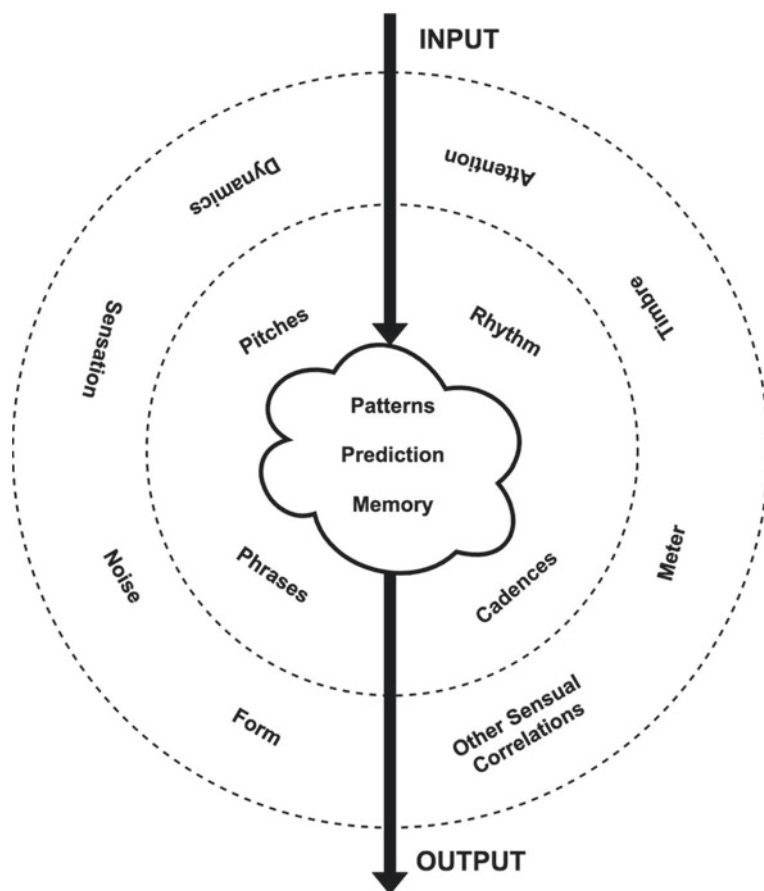 INPUT
Dynamics
Attention
Sensation
Timbre
Pitches
Rhythm
Patterns
Prediction
Memory
Noise
Phrases
Cadences
Meter
Form
Other Sensual
Correlations
OUTPUT